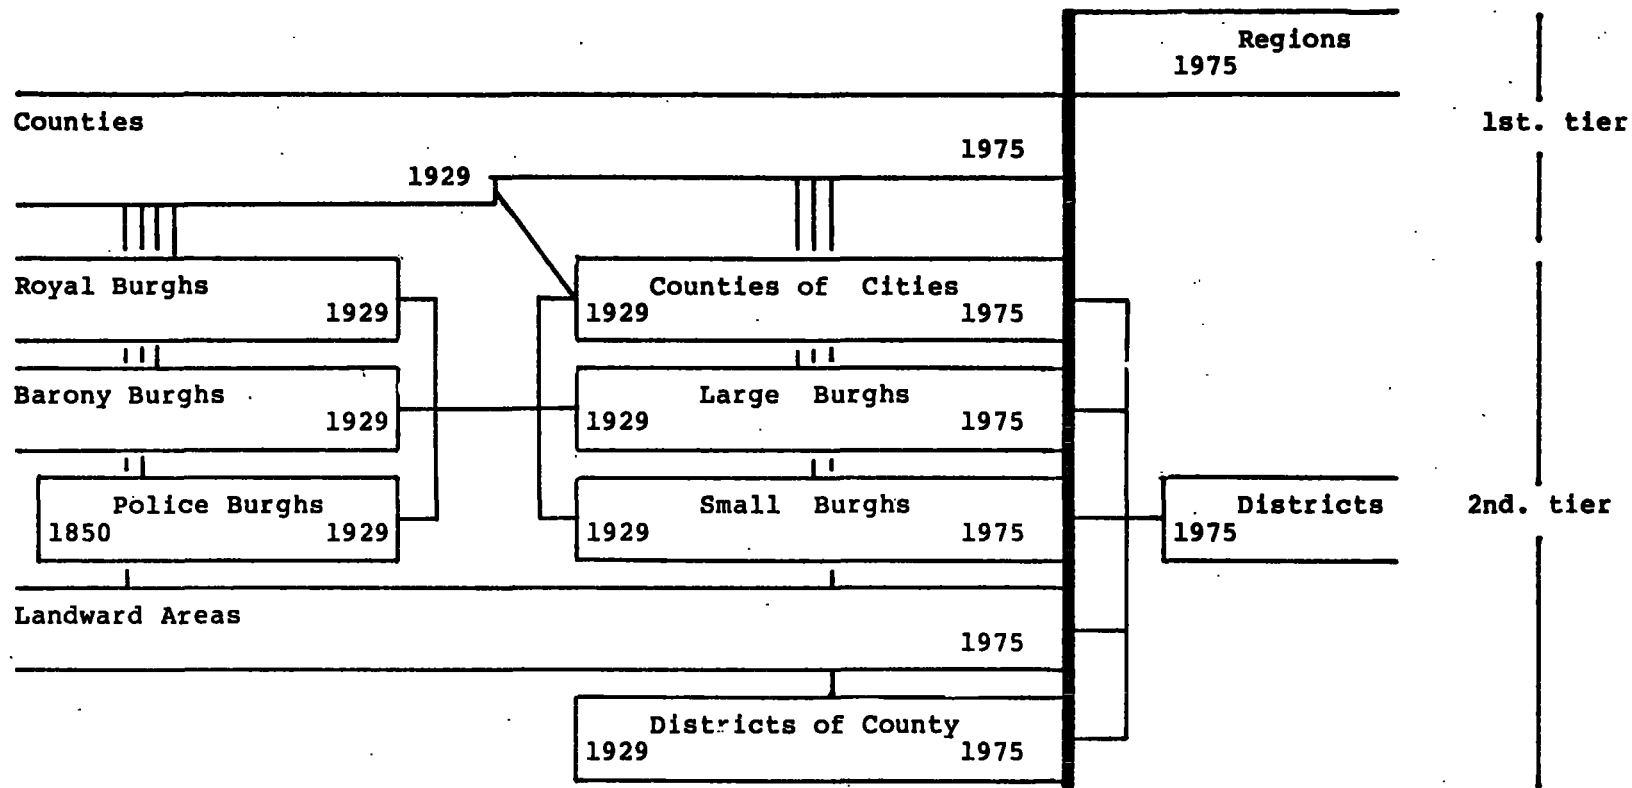 Regions
1975
Counties
1st. tier
1975
1929
Royal Burghs
1929
Counties of Cities
1929 1975
Barony Burghs
1929
Large Burghs
1929 1975
Police Burghs
1850 1929
Small Burghs
1929 1975
Districts
1975
2nd. tier
Landward Areas
1975
Districts of County
1929 1975